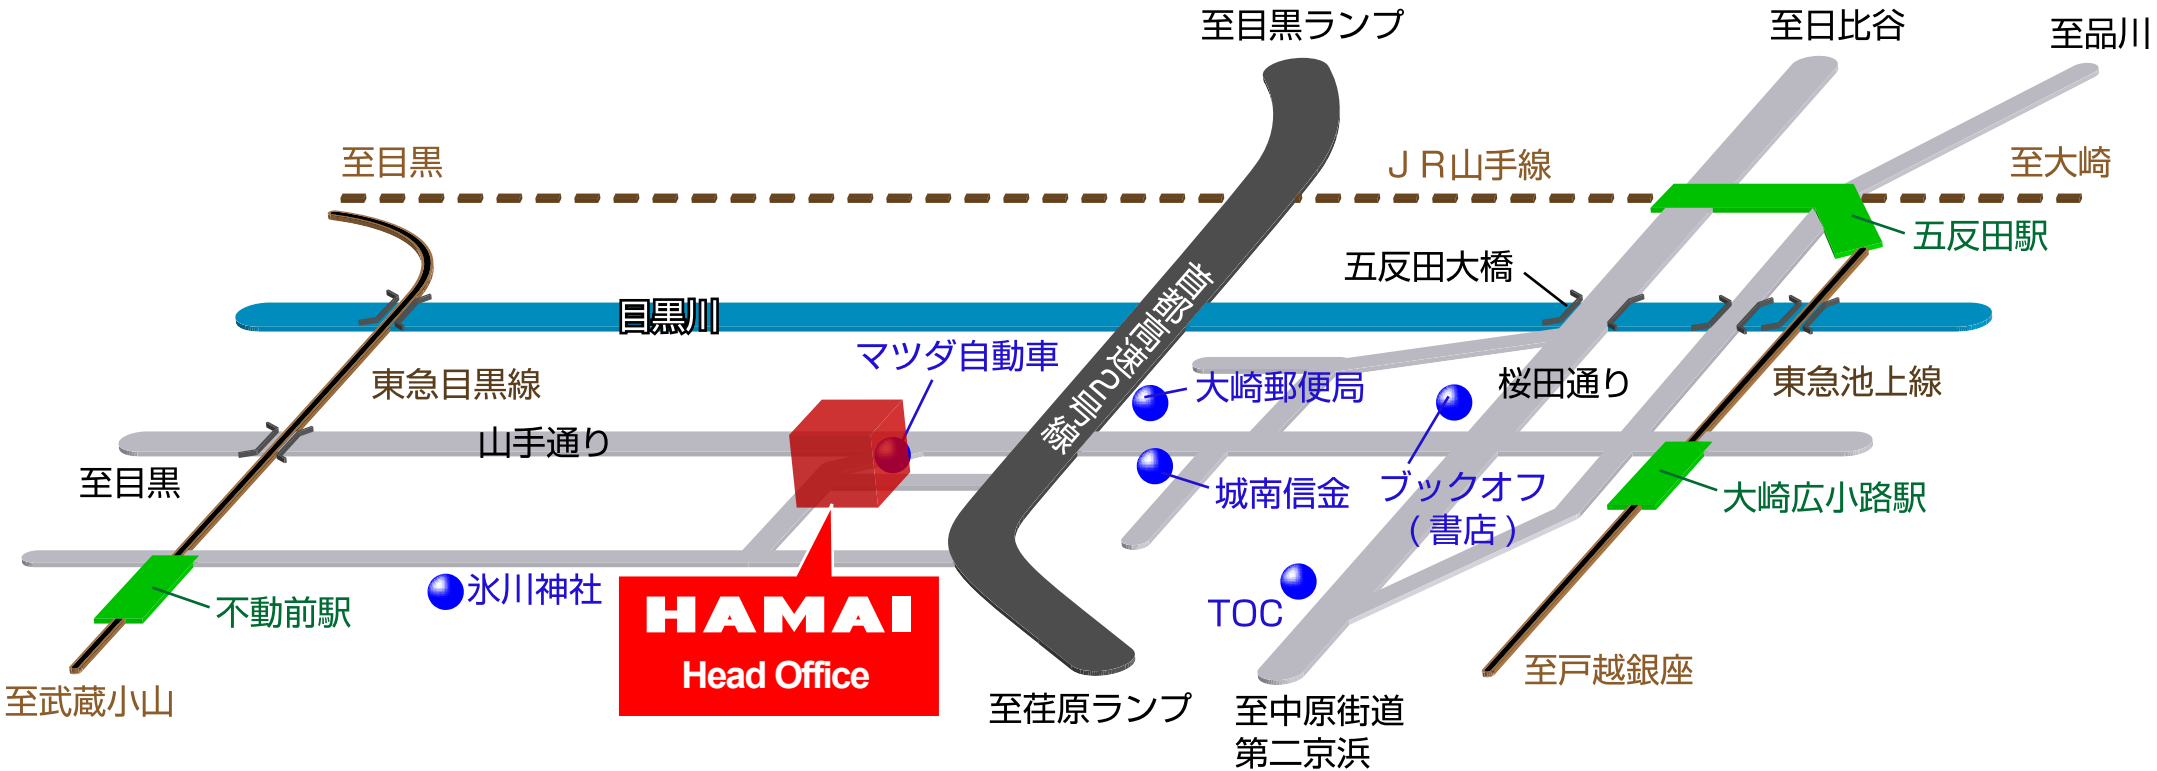 至目黒ランプ
至日比谷
至品川
至目黒
ＪＲ山手線
至大崎
五反田駅
五反田大橋
首都高速2号線
目黒川
マツダ自動車
東急目黒線
大崎郵便局
桜田通り
東急池上線
山手通り
至目黒
城南信金
ブックオフ
(書店)
大崎広小路駅
氷川神社
不動前駅
TOC
HAMAI
Head Office
至武蔵小山
至荏原ランプ
至中原街道
第二京浜
至戸越銀座